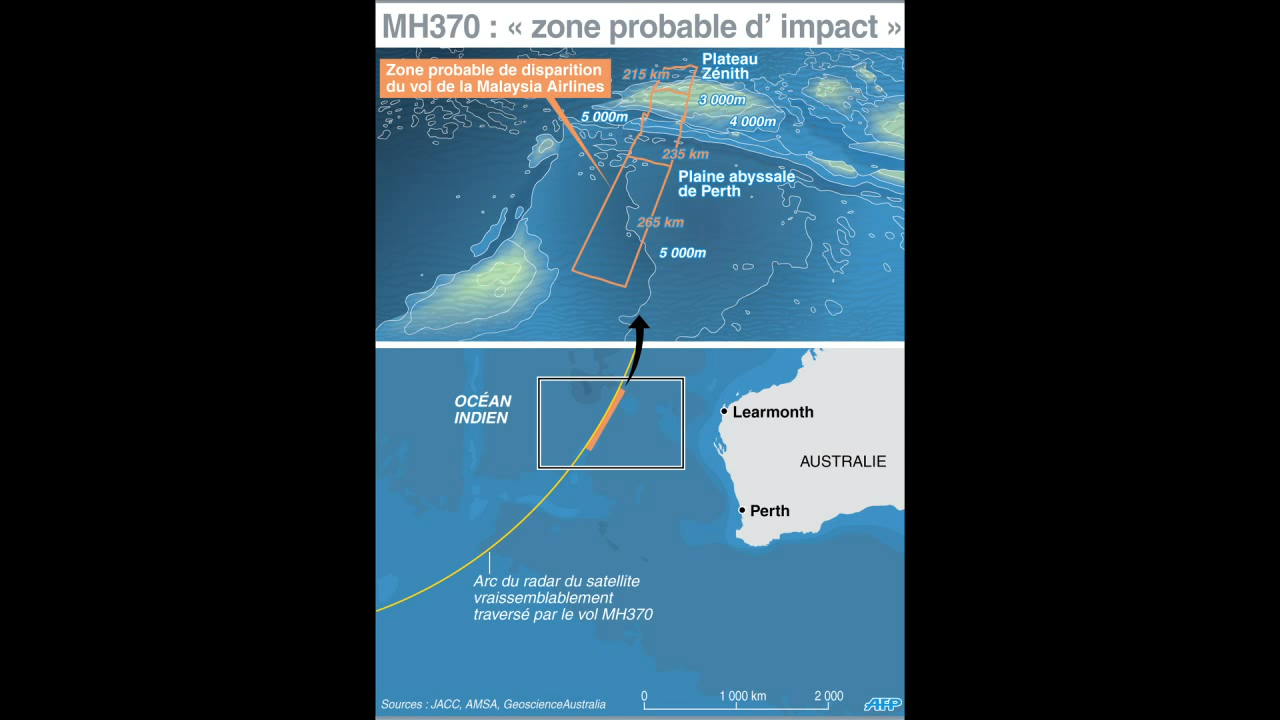 MH370 : « zone probable d’ impact »
Zone probable de disparition
du vol de la Malaysia Airlines
215 km
Plateau
Zénith
3 000m
5 000m
4 000m
235 km
Plaine abyssale
de Perth
265 km
5 000m
OCÉAN
INDIEN
Learmonth
AUSTRALIE
Perth
Arc du radar du satellite
vraissemblablement
traversé par le vol MH370
Sources : JACC, AMSA, GeoscienceAustralia
0 1 000 km 2 000
AFP